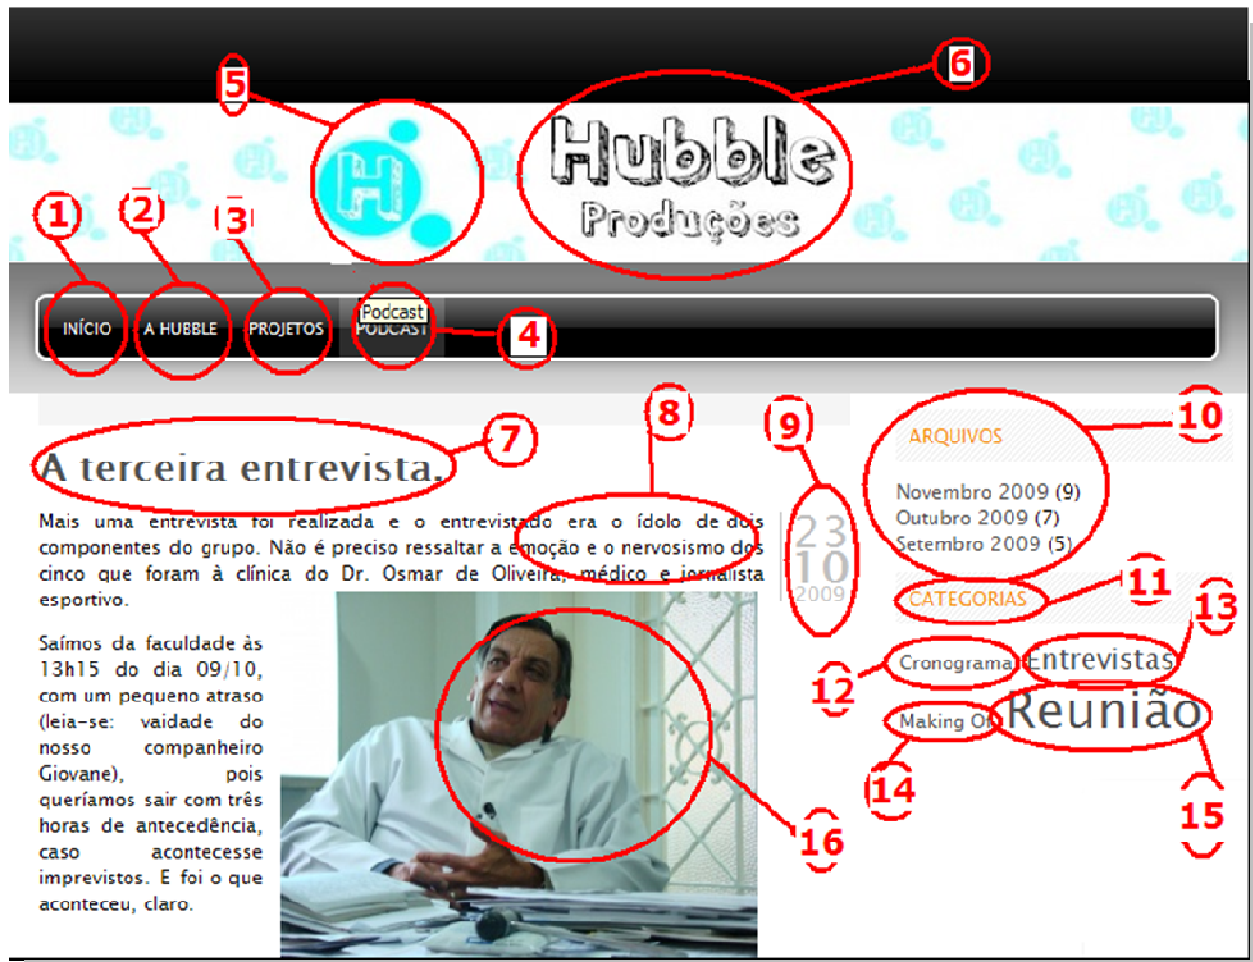 5
6
H
Hubble
Produções
1
2
3
INÍCIO
A HUBBLE
PROJETOS
Podcast
PODCAST
4
7
8
9
10
A terceira entrevista.
Mais uma entrevista foi realizada e o entrevistado era o ídolo de dois
componentes do grupo. Não é preciso ressaltar a emoção e o nervosismo dos
cinco que foram à clínica do Dr. Osmar de Oliveira, médico e jornalista
esportivo.
Saímos da faculdade às
13h15 do dia 09/10,
com um pequeno atraso
(leia-se: vaidade do
nosso companheiro
Giovane), pois
queríamos sair com três
horas de antecedência,
caso acontecesse
imprevistos. E foi o que
aconteceu, claro.
23
10
2009
ARQUIVOS
Novembro 2009 (9)
Outubro 2009 (7)
Setembro 2009 (5)
CATEGORIAS
11
13
Cronograma Entrevistas
12
Making Of Reunião
14
15
16